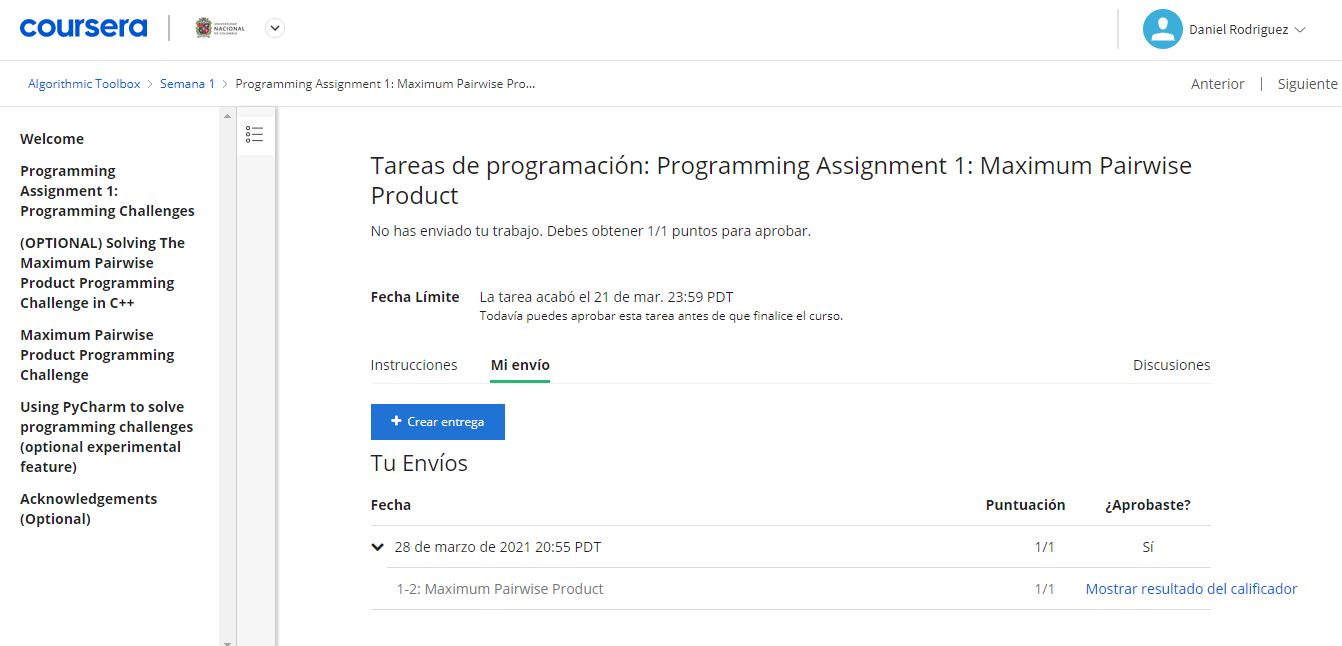 coursera
UNIVERSIDAD
NACIONAL
DE COLOMBIA
Daniel Rodriguez
Algorithmic Toolbox > Semana 1 > Programming Assignment 1: Maximum Pairwise Pro...
Anterior | Siguiente
Welcome
Programming
Assignment 1:
Programming Challenges
(OPTIONAL) Solving The
Maximum Pairwise
Product Programming
Challenge in C++
Maximum Pairwise
Product Programming
Challenge
Using PyCharm to solve
programming challenges
(optional experimental
feature)
Acknowledgements
(Optional)
Tareas de programación: Programming Assignment 1: Maximum Pairwise
Product
No has enviado tu trabajo. Debes obtener 1/1 puntos para aprobar.
Fecha Límite La tarea acabó el 21 de mar. 23:59 PDT
Todavía puedes aprobar esta tarea antes de que finalice el curso.
Instrucciones Mi envío Discusiones
+ Crear entrega
Tu Envíos
Fecha Puntuación ¿Aprobaste?
28 de marzo de 2021 20:55 PDT 1/1 Sí
1-2: Maximum Pairwise Product 1/1 Mostrar resultado del calificador